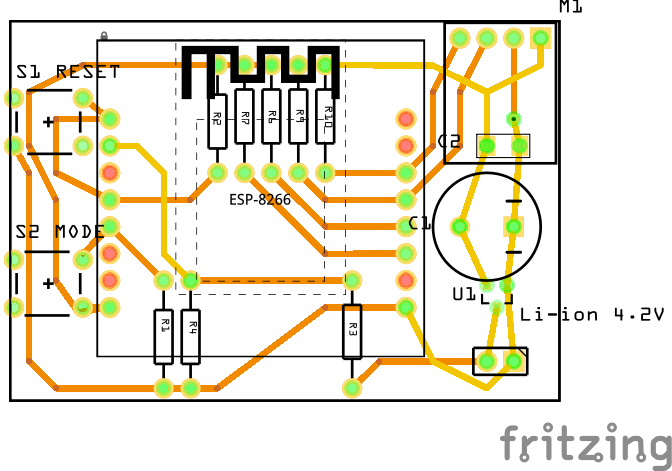 M1
S1 RESET
R2
R7
R6
R9
R10
C2
ESP-8266
C1
S2 MODE
U1
Li-ion 4.2V
R1
R4
R3
fritzing